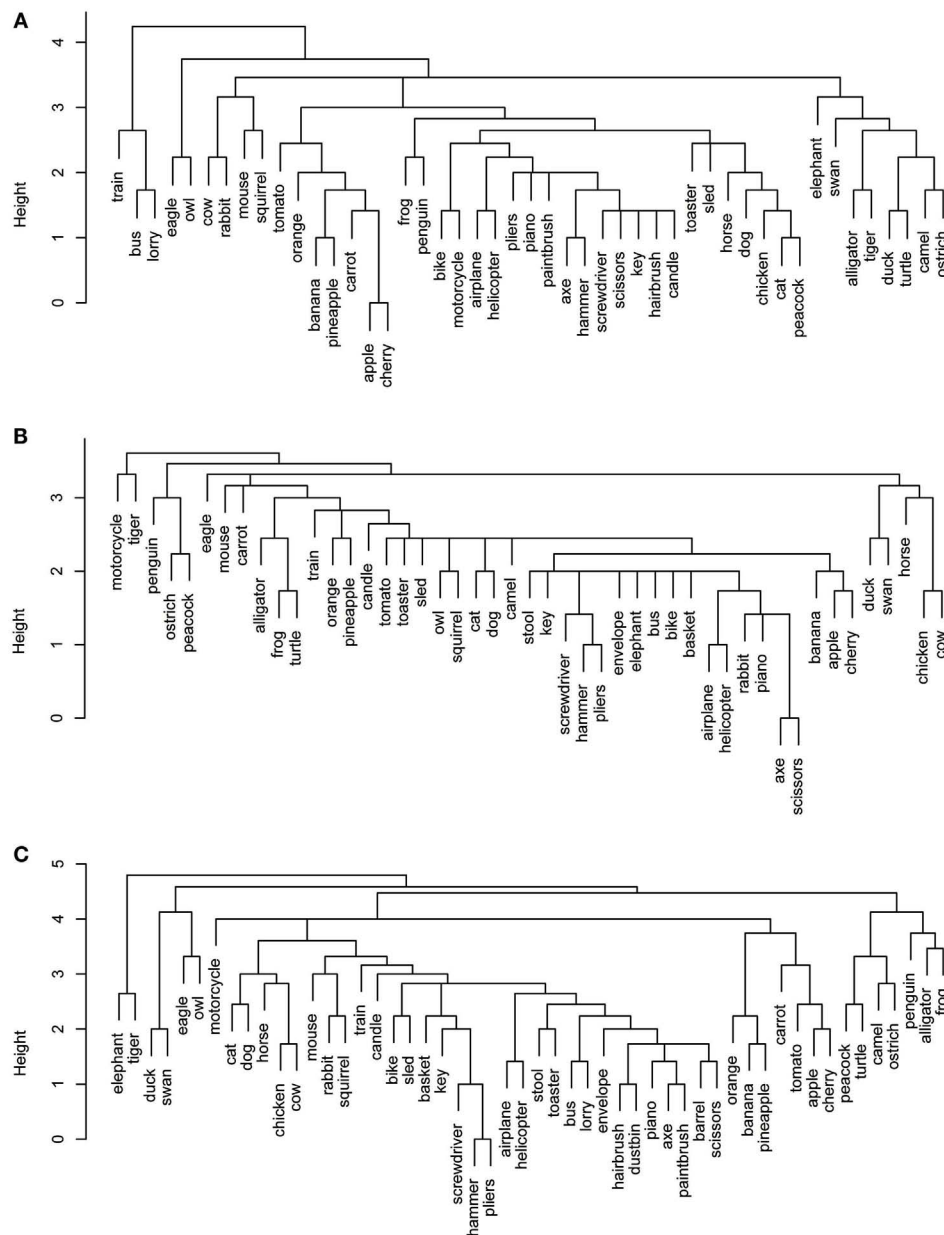 A
Height
4
3
2
1
0
train
bus
lorry
eagle
owl
cow
rabbit
mouse
squirrel
tomato
orange
banana
pineapple
carrot
apple
cherry
frog
penguin
bike
motorcycle
airplane
helicopter
pliers
piano
paintbrush
axe
hammer
screwdriver
scissors
key
hairbrush
candle
toaster
sled
horse
dog
chicken
cat
peacock
elephant
swan
alligator
tiger
duck
turtle
camel
ostrich
B
Height
3
2
1
0
motorcycle
tiger
penguin
ostrich
peacock
eagle
mouse
carrot
alligator
frog
turtle
train
orange
pineapple
candle
tomato
toaster
sled
owl
squirrel
cat
dog
camel
stool
key
screwdriver
hammer
pliers
envelope
elephant
bus
bike
basket
airplane
helicopter
rabbit
piano
axe
scissors
banana
apple
cherry
duck
swan
horse
chicken
cow
C
Height
5
4
3
2
1
0
elephant
tiger
duck
swan
eagle
owl
motorcycle
cat
dog
horse
chicken
cow
mouse
rabbit
squirrel
train
candle
bike
sled
basket
key
screwdriver
hammer
pliers
airplane
helicopter
stool
toaster
bus
lorry
envelope
hairbrush
dustbin
piano
axe
paintbrush
barrel
scissors
orange
banana
pineapple
carrot
tomato
apple
cherry
peacock
turtle
camel
ostrich
penguin
alligator
frog